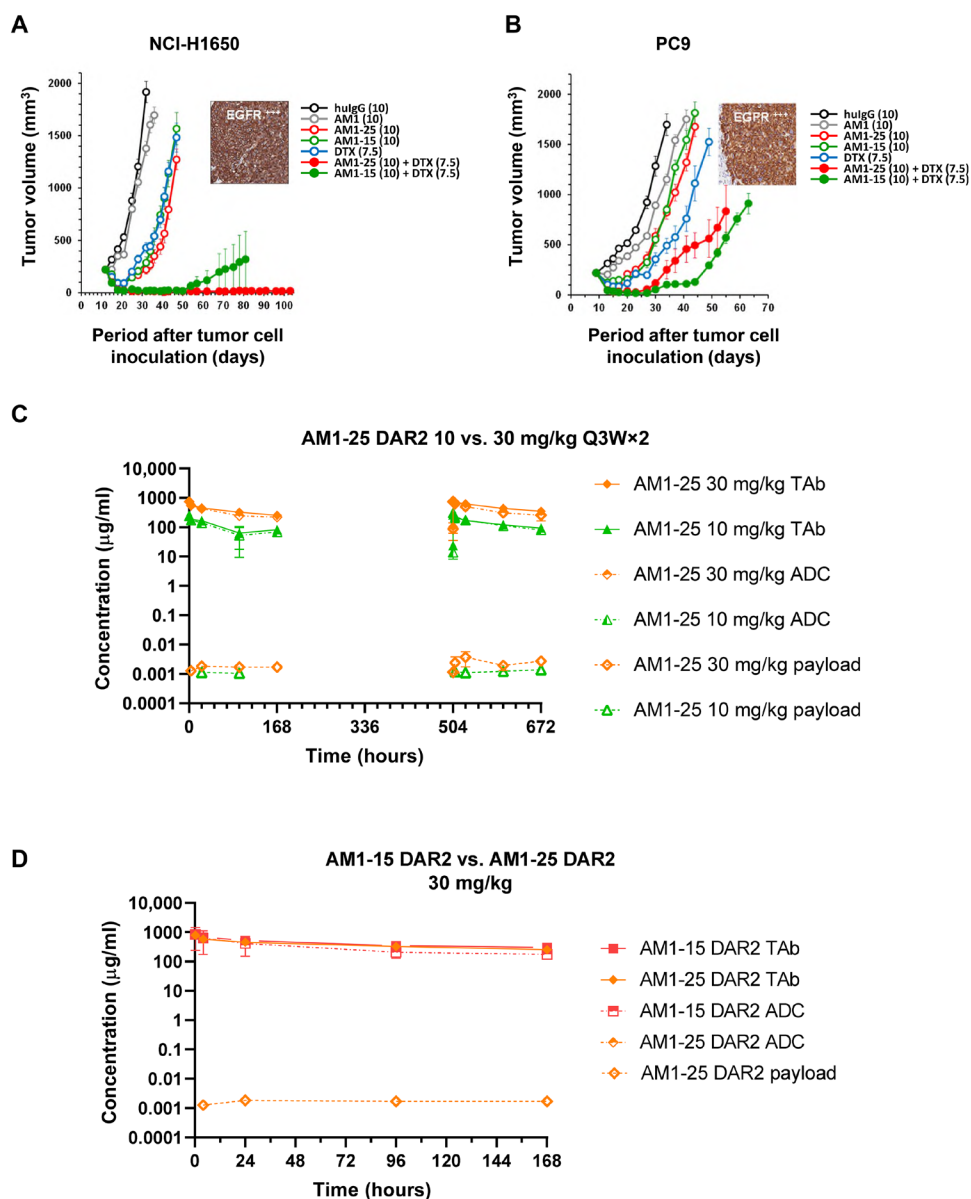 A
NCI-H1650
Tumor volume (mm3)
2000
1500
1000
500
0
0 10 20 30 40 50 60 70 80 90 100
Period after tumor cell
inoculation (days)
EGFR +++
huIgG (10)
AM1 (10)
AM1-25 (10)
AM1-15 (10)
DTX (7.5)
AM1-25 (10) + DTX (7.5)
AM1-15 (10) + DTX (7.5)
B
PC9
Tumor volume (mm3)
2000
1500
1000
500
0
0 10 20 30 40 50 60 70
Period after tumor cell
inoculation (days)
EGFR +++
huIgG (10)
AM1 (10)
AM1-25 (10)
AM1-15 (10)
DTX (7.5)
AM1-25 (10) + DTX (7.5)
AM1-15 (10) + DTX (7.5)
C
AM1-25 DAR2 10 vs. 30 mg/kg Q3W×2
Concentration (μg/ml)
10,000
1000
100
10
1
0.1
0.01
0.001
0.0001
0 168 336 504 672
Time (hours)
AM1-25 30 mg/kg TAb
AM1-25 10 mg/kg TAb
AM1-25 30 mg/kg ADC
AM1-25 10 mg/kg ADC
AM1-25 30 mg/kg payload
AM1-25 10 mg/kg payload
D
AM1-15 DAR2 vs. AM1-25 DAR2
30 mg/kg
Concentration (μg/ml)
10,000
1000
100
10
1
0.1
0.01
0.001
0.0001
0 24 48 72 96 120 144 168
Time (hours)
AM1-15 DAR2 TAb
AM1-25 DAR2 TAb
AM1-15 DAR2 ADC
AM1-25 DAR2 ADC
AM1-25 DAR2 payload